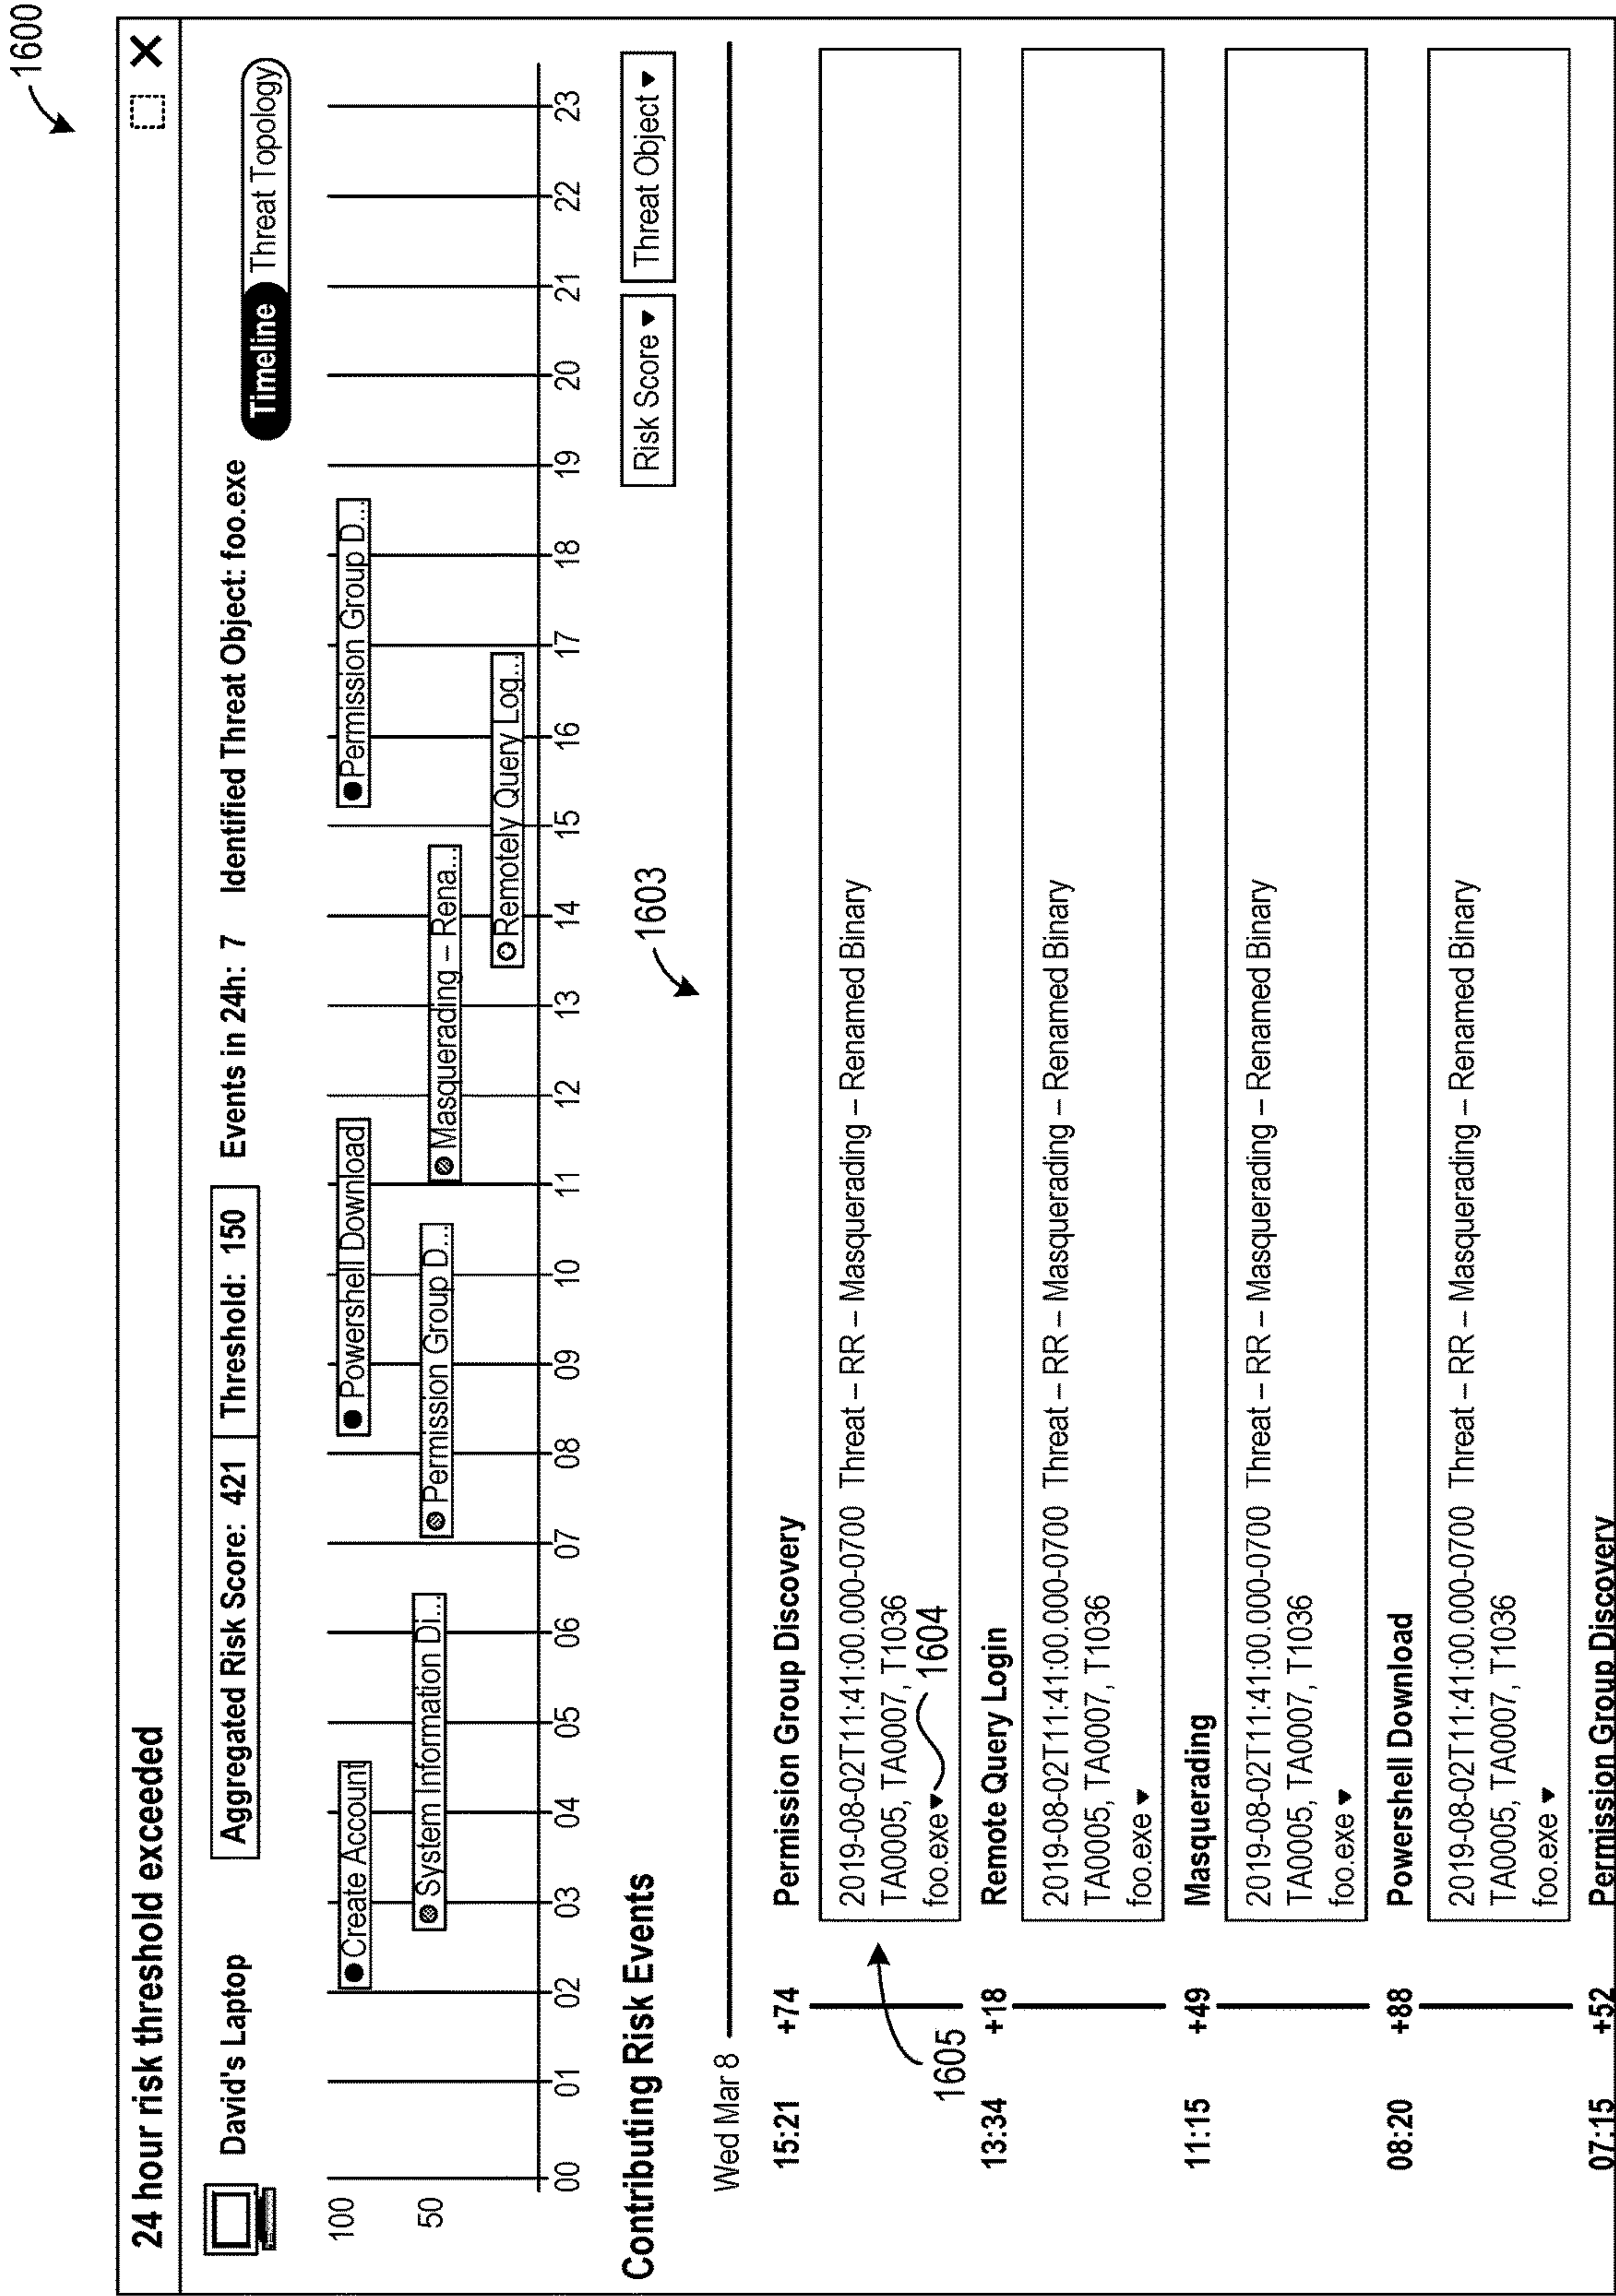 1600
24 hour risk threshold exceeded
David's Laptop
Aggregated Risk Score: 421
Threshold: 150
Events in 24h: 7
Identified Threat Object: foo.exe
Timeline
Threat Topology
100
50
Create Account
Powershell Download
Permission Group D...
System Information Di...
Permission Group D...
Masquerading – Rena...
Remotely Query Log...
00 01 02 03 04 05 06 07 08 09 10 11 12 13 14 15 16 17 18 19 20 21 22 23
Contributing Risk Events
Risk Score ▼
Threat Object ▼
1603
Wed Mar 8
15:21 +74 Permission Group Discovery
2019-08-02T11:41:00.000-0700 Threat – RR – Masquerading – Renamed Binary
TA0005, TA0007, T1036
foo.exe ▼
1604
1605
13:34 +18 Remote Query Login
2019-08-02T11:41:00.000-0700 Threat – RR – Masquerading – Renamed Binary
TA0005, TA0007, T1036
foo.exe ▼
11:15 +49 Masquerading
2019-08-02T11:41:00.000-0700 Threat – RR – Masquerading – Renamed Binary
TA0005, TA0007, T1036
foo.exe ▼
08:20 +88 Powershell Download
2019-08-02T11:41:00.000-0700 Threat – RR – Masquerading – Renamed Binary
TA0005, TA0007, T1036
foo.exe ▼
07:15 +52 Permission Group Discovery